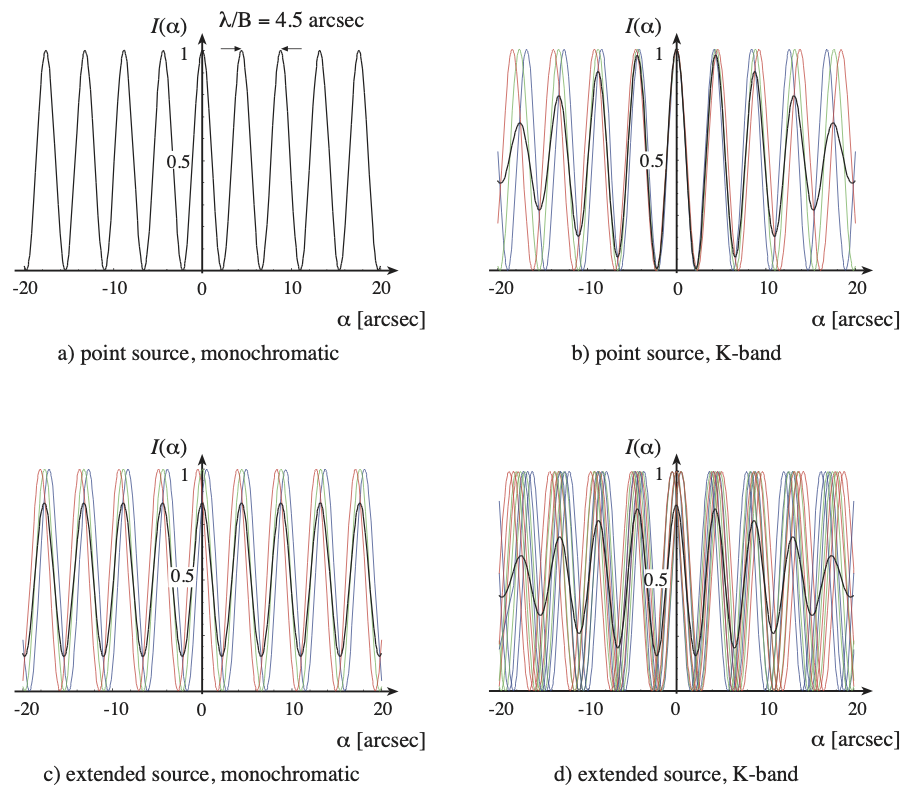 I(α) λ/B = 4.5 arcsec
1
0.5
-20 -10 0 10 20
α [arcsec]
a) point source, monochromatic
I(α)
1
0.5
-20 -10 0 10 20
α [arcsec]
b) point source, K-band
I(α)
1
0.5
-20 -10 0 10 20
α [arcsec]
c) extended source, monochromatic
I(α)
1
0.5
-20 -10 0 10 20
α [arcsec]
d) extended source, K-band